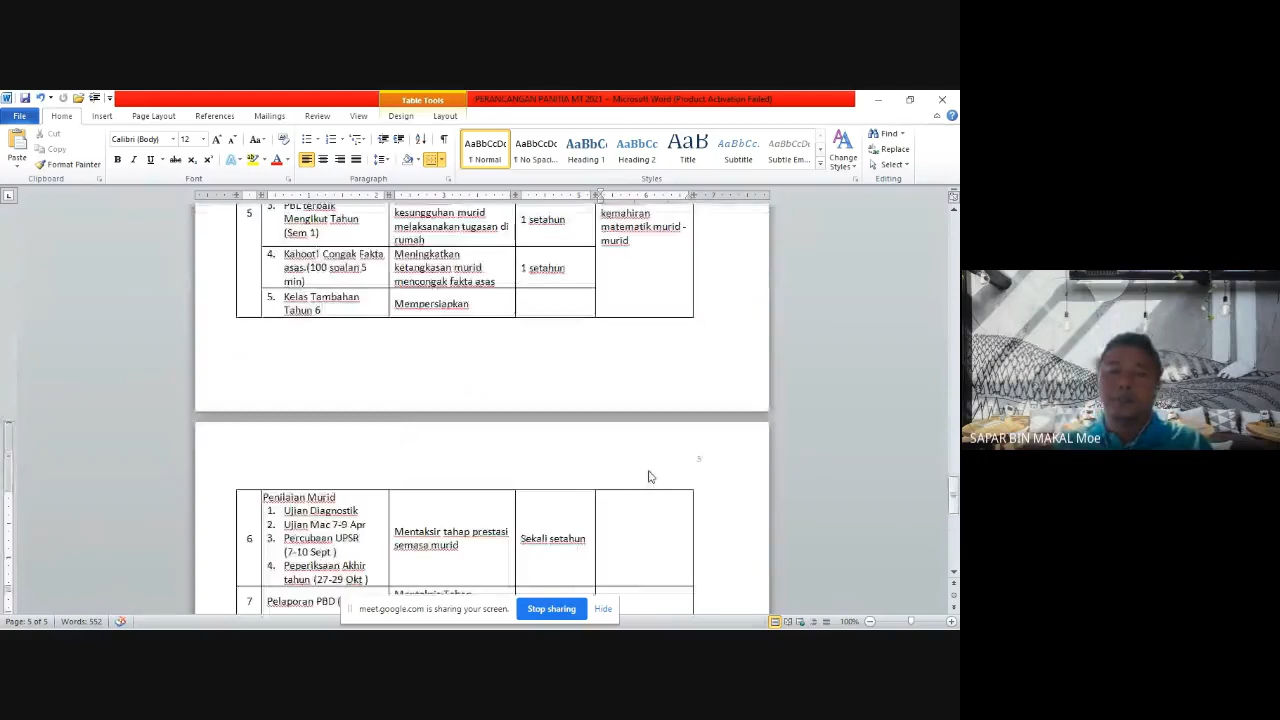 Table Tools
PERANCANGAN PANITIA MT 2021 - Microsoft Word (Product Activation Failed)
File Home Insert Page Layout References Mailings Review View Design Layout
Paste
Cut
Copy
Format Painter
Clipboard
Calibri (Body) 12
Font
Paragraph
AaBbCcDc AaBbCcDc AaBbCc AaBbCc AaB AaBbCc. AaBbCcDc
¶ Normal ¶ No Spac... Heading 1 Heading 2 Title Subtitle Subtle Em...
Change Styles
Styles
Find
Replace
Select
Editing
5
3. PBL terbaik
Mengikut Tahun
(Sem 1)
kesungguhan murid
melaksanakan tugasan di
rumah
1 setahun
kemahiran
matematik murid -
murid
4. Kahoot! Congak Fakta
asas.(100 soalan 5
min)
Meningkatkan
ketangkasan murid
mencongak fakta asas
1 setahun
5. Kelas Tambahan
Tahun 6
Mempersiapkan
5
6
Penilaian Murid
1. Ujian Diagnostik
2. Ujian Mac 7-9 Apr
3. Percubaan UPSR
(7-10 Sept )
4. Peperiksaan Akhir
tahun (27-29 Okt )
Mentaksir tahap prestasi
semasa murid
Sekali setahun
7 Pelaporan PBD (
Mentaksir Tahap
meet.google.com is sharing your screen. Stop sharing Hide
Page: 5 of 5 Words: 552 100%
SAPAR BIN MAKAL Moe